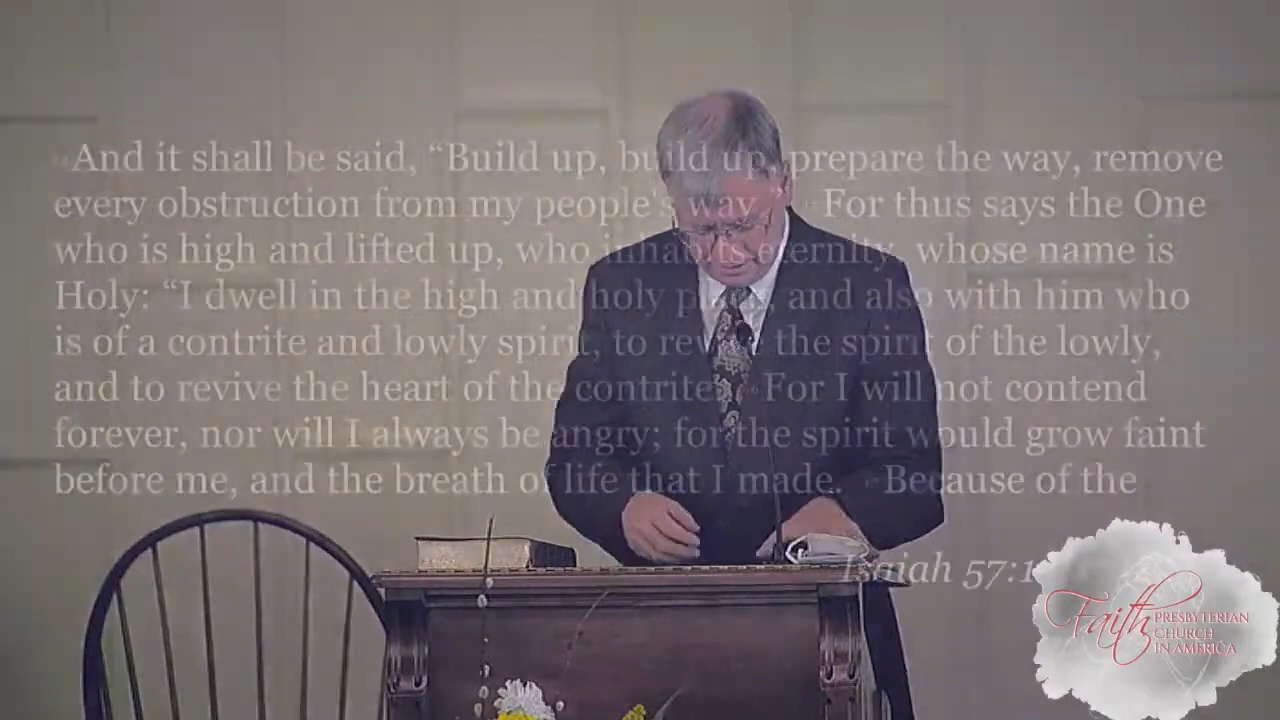 And it shall be said, “Build up, build up, prepare the way, remove
every obstruction from my people's way.” For thus says the One
who is high and lifted up, who inhabits eternity, whose name is
Holy: “I dwell in the high and holy place, and also with him who
is of a contrite and lowly spirit, to revive the spirit of the lowly,
and to revive the heart of the contrite. For I will not contend
forever, nor will I always be angry; for the spirit would grow faint
before me, and the breath of life that I made. Because of the
Isaiah 57:1
Faith
PRESBYTERIAN
CHURCH
IN AMERICA